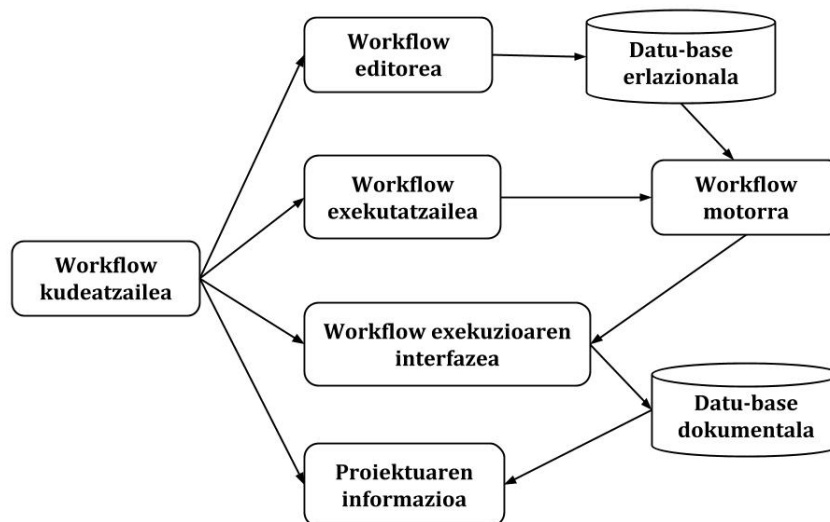 Workflow
editorea
Datu-base
erlazionala
Workflow
exekutatzailea
Workflow
motorra
Workflow
kudeatzailea
Workflow exekuzioaren
interfazea
Datu-base
dokumentala
Proiektuaren
informazioa